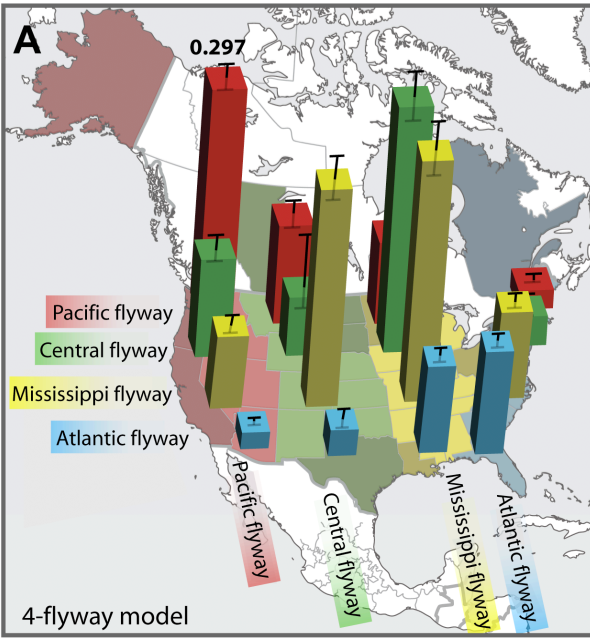 A
0.297
Pacific flyway
Central flyway
Mississippi flyway
Atlantic flyway
Pacific flyway
Central flyway
Mississippi flyway
Atlantic flyway
4-flyway model